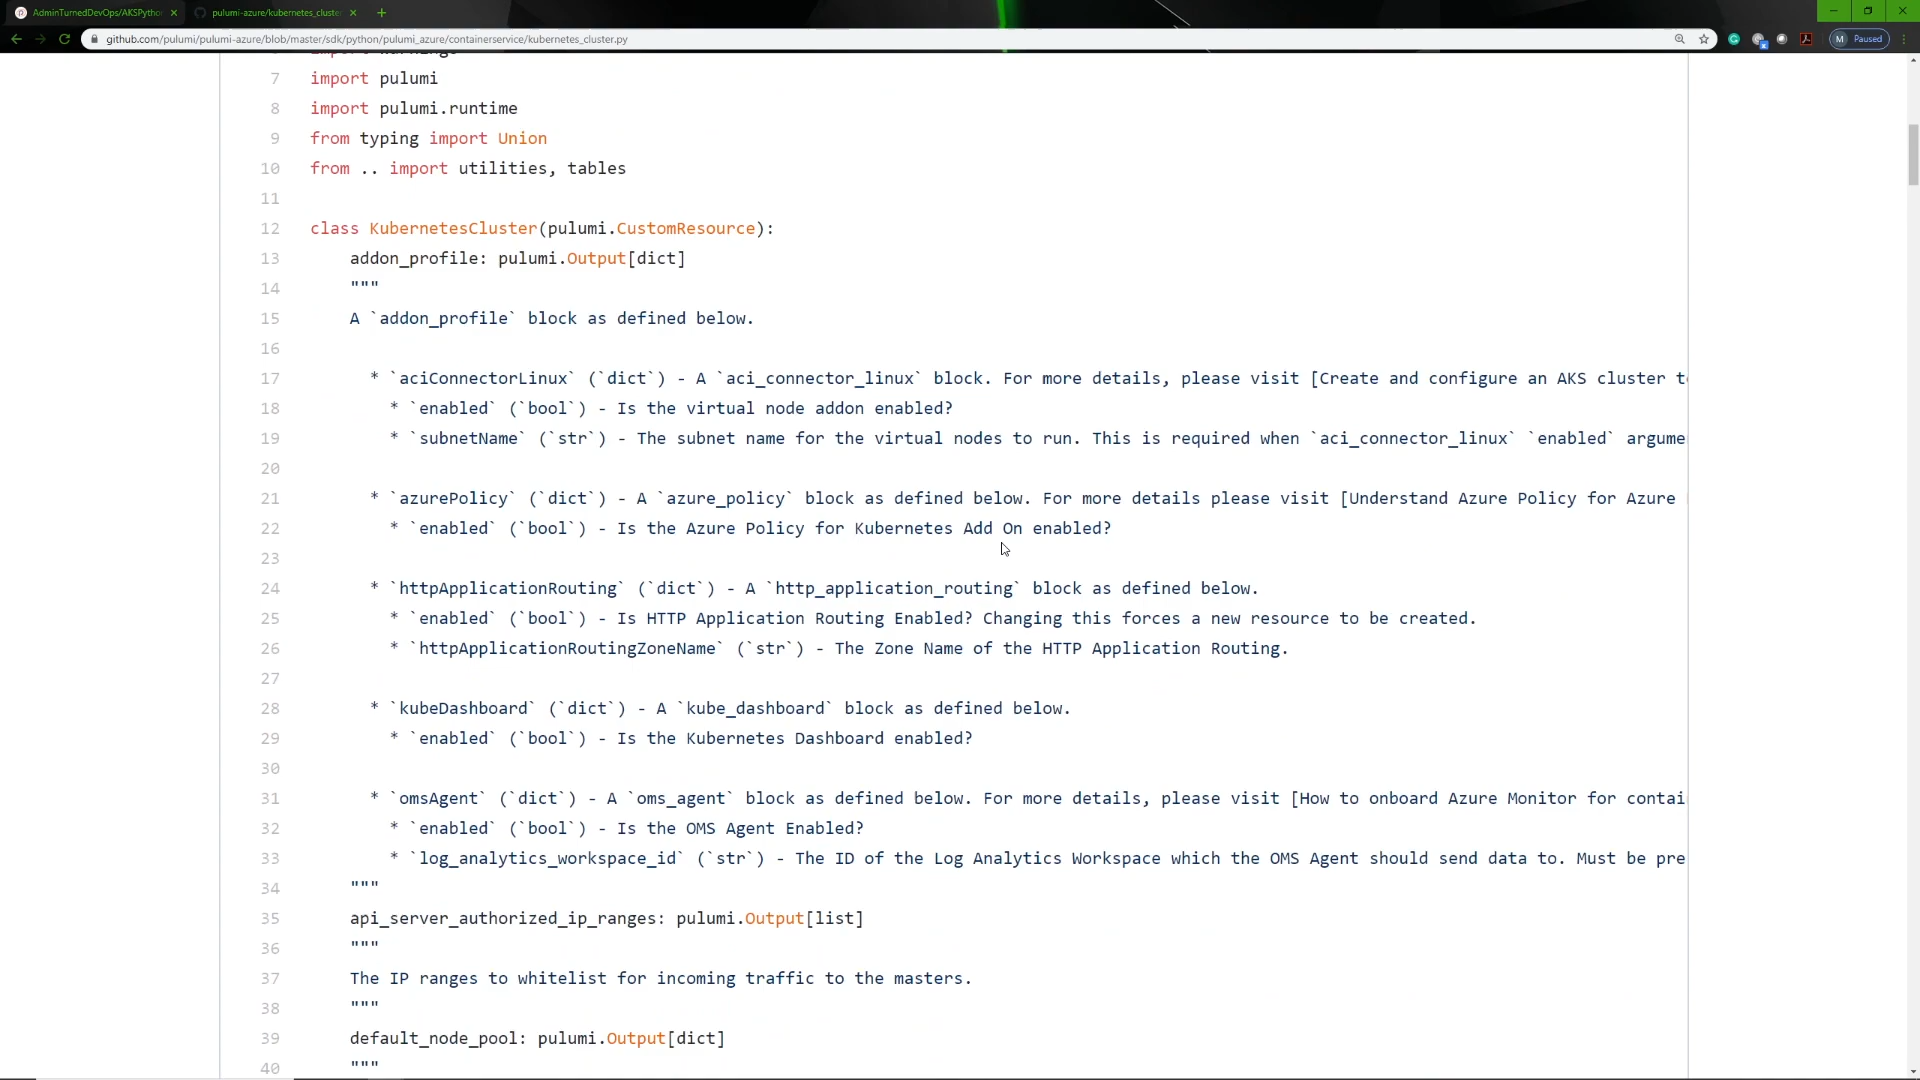 AdminTurnedDevOps/AKSPytho
pulumi-azure/kubernetes_cluster
github.com/pulumi/pulumi-azure/blob/master/sdk/python/pulumi_azure/containerservice/kubernetes_cluster.py
M Paused
7 import pulumi
8 import pulumi.runtime
9 from typing import Union
10 from .. import utilities, tables
11
12 class KubernetesCluster(pulumi.CustomResource):
13 addon_profile: pulumi.Output[dict]
14 """
15 A `addon_profile` block as defined below.
16
17 * `aciConnectorLinux` (`dict`) - A `aci_connector_linux` block. For more details, please visit [Create and configure an AKS cluster t
18 * `enabled` (`bool`) - Is the virtual node addon enabled?
19 * `subnetName` (`str`) - The subnet name for the virtual nodes to run. This is required when `aci_connector_linux` `enabled` argume
20
21 * `azurePolicy` (`dict`) - A `azure_policy` block as defined below. For more details please visit [Understand Azure Policy for Azure
22 * `enabled` (`bool`) - Is the Azure Policy for Kubernetes Add On enabled?
23
24 * `httpApplicationRouting` (`dict`) - A `http_application_routing` block as defined below.
25 * `enabled` (`bool`) - Is HTTP Application Routing Enabled? Changing this forces a new resource to be created.
26 * `httpApplicationRoutingZoneName` (`str`) - The Zone Name of the HTTP Application Routing.
27
28 * `kubeDashboard` (`dict`) - A `kube_dashboard` block as defined below.
29 * `enabled` (`bool`) - Is the Kubernetes Dashboard enabled?
30
31 * `omsAgent` (`dict`) - A `oms_agent` block as defined below. For more details, please visit [How to onboard Azure Monitor for contai
32 * `enabled` (`bool`) - Is the OMS Agent Enabled?
33 * `log_analytics_workspace_id` (`str`) - The ID of the Log Analytics Workspace which the OMS Agent should send data to. Must be pre
34 """
35 api_server_authorized_ip_ranges: pulumi.Output[list]
36 """
37 The IP ranges to whitelist for incoming traffic to the masters.
38 """
39 default_node_pool: pulumi.Output[dict]
40 """